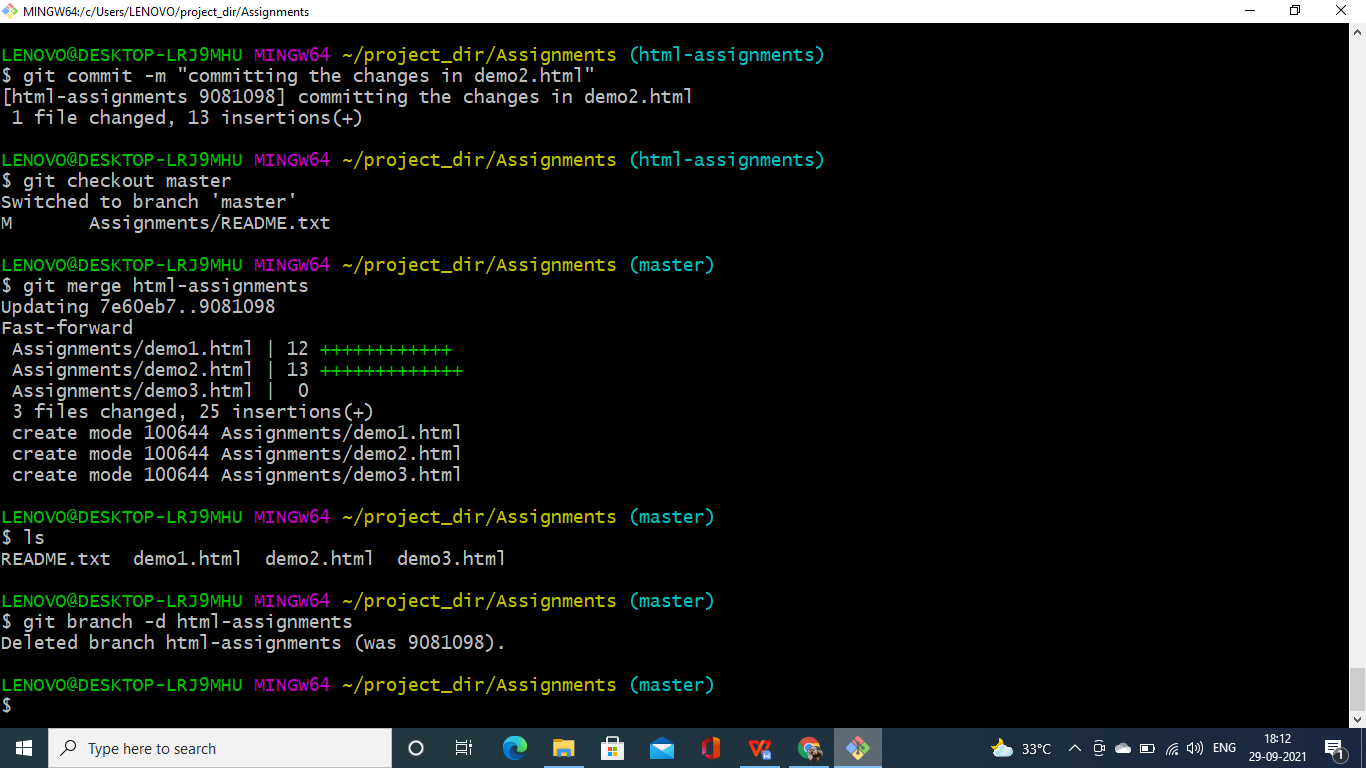 MINGW64:/c/Users/LENOVO/project_dir/Assignments
LENOVO@DESKTOP-LRJ9MHU MINGW64 ~/project_dir/Assignments (html-assignments)
$ git commit -m "committing the changes in demo2.html"
[html-assignments 9081098] committing the changes in demo2.html
 1 file changed, 13 insertions(+)
LENOVO@DESKTOP-LRJ9MHU MINGW64 ~/project_dir/Assignments (html-assignments)
$ git checkout master
Switched to branch 'master'
M       Assignments/README.txt
LENOVO@DESKTOP-LRJ9MHU MINGW64 ~/project_dir/Assignments (master)
$ git merge html-assignments
Updating 7e60eb7..9081098
Fast-forward
 Assignments/demo1.html | 12 ++++++++++++
 Assignments/demo2.html | 13 +++++++++++++
 Assignments/demo3.html |  0
 3 files changed, 25 insertions(+)
 create mode 100644 Assignments/demo1.html
 create mode 100644 Assignments/demo2.html
 create mode 100644 Assignments/demo3.html
LENOVO@DESKTOP-LRJ9MHU MINGW64 ~/project_dir/Assignments (master)
$ ls
README.txt  demo1.html  demo2.html  demo3.html
LENOVO@DESKTOP-LRJ9MHU MINGW64 ~/project_dir/Assignments (master)
$ git branch -d html-assignments
Deleted branch html-assignments (was 9081098).
LENOVO@DESKTOP-LRJ9MHU MINGW64 ~/project_dir/Assignments (master)
$
Type here to search
33°C
ENG
18:12
29-09-2021
1